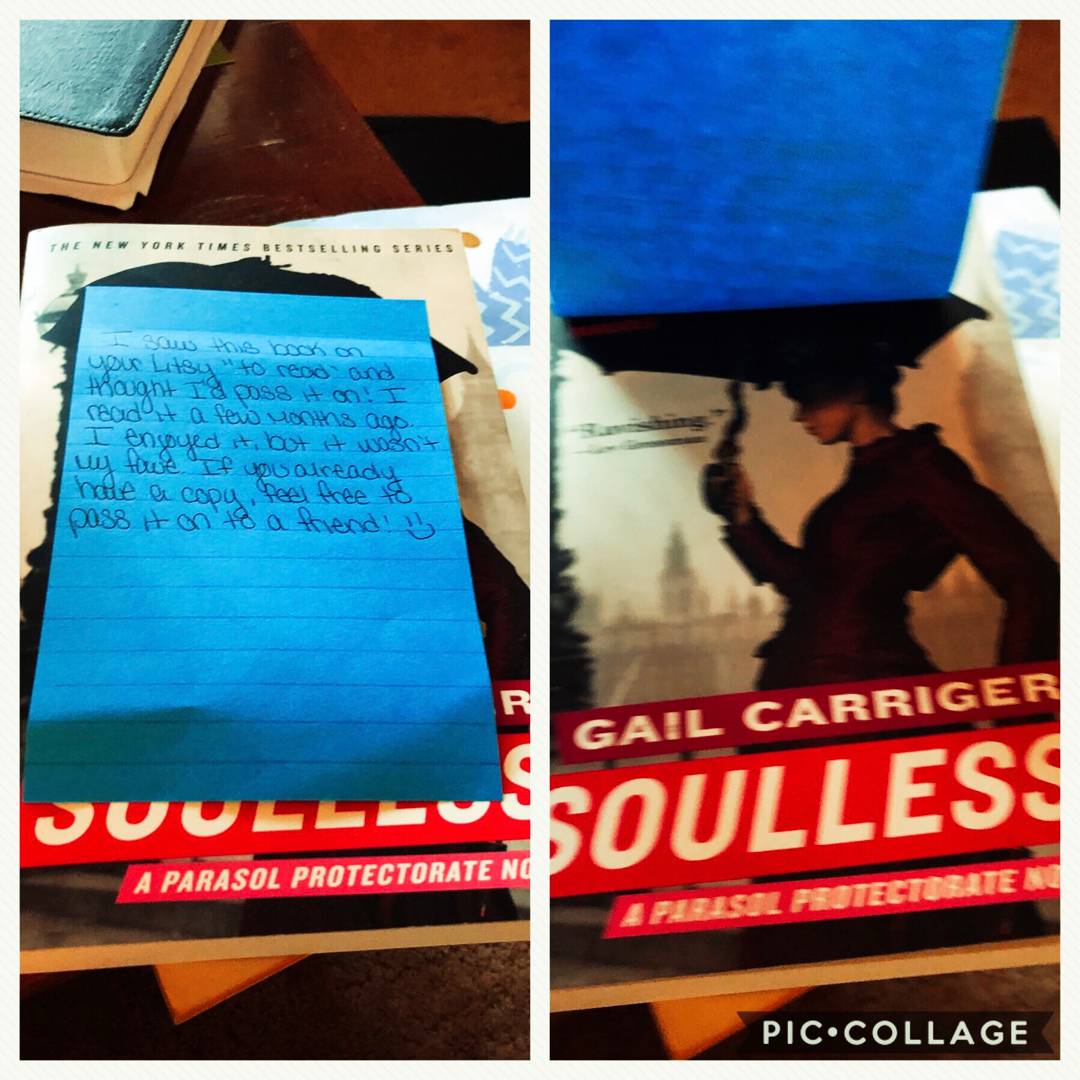 THE NEW YORK TIMES BESTSELLING SERIES
I saw this book on
your Litsy "to read" and
thought I'd pass it on! I
read it a few months ago.
I enjoyed it, but it wasn't
my fave. If you already
have a copy, feel free to
pass it on to a friend! :)
R
SOULLESS
A PARASOL PROTECTORATE NO
"Ravishing."
GAIL CARRIGER
SOULLESS
A PARASOL PROTECTORATE NO
PIC•COLLAGE